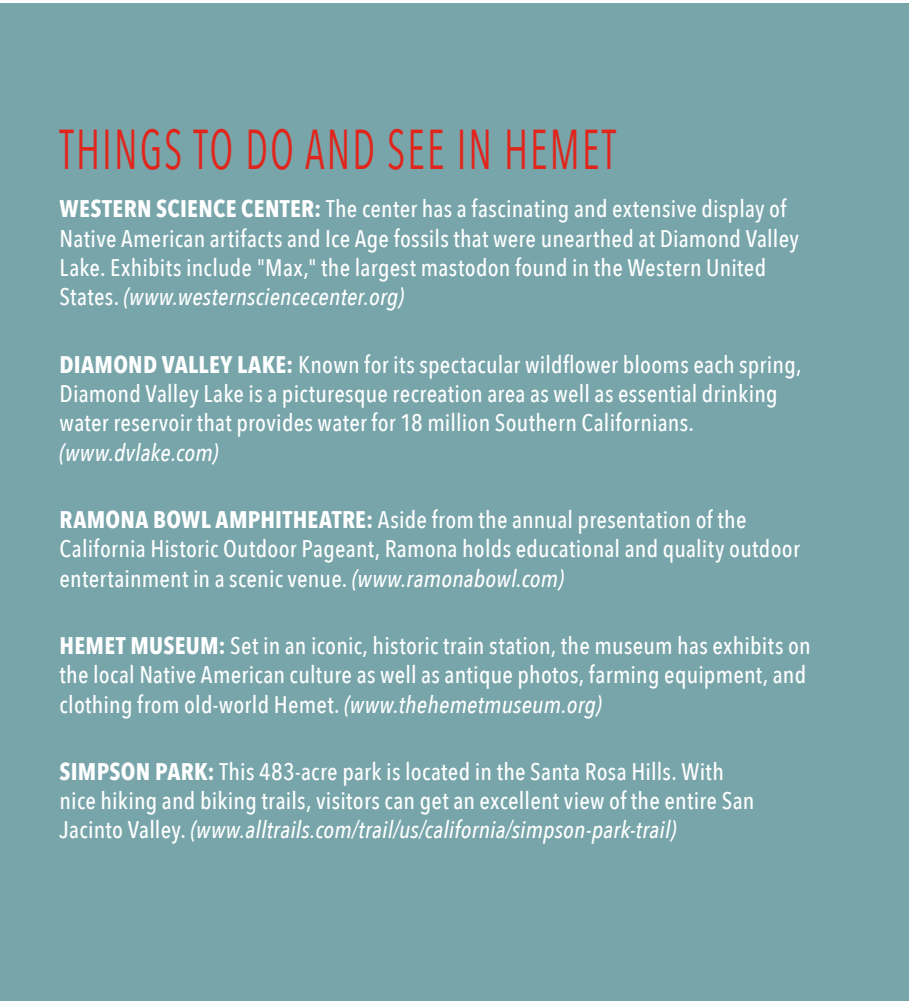 THINGS TO DO AND SEE IN HEMET
WESTERN SCIENCE CENTER: The center has a fascinating and extensive display of
Native American artifacts and Ice Age fossils that were unearthed at Diamond Valley
Lake. Exhibits include "Max," the largest mastodon found in the Western United
States. (www.westernsciencecenter.org)
DIAMOND VALLEY LAKE: Known for its spectacular wildflower blooms each spring,
Diamond Valley Lake is a picturesque recreation area as well as essential drinking
water reservoir that provides water for 18 million Southern Californians.
(www.dvlake.com)
RAMONA BOWL AMPHITHEATRE: Aside from the annual presentation of the
California Historic Outdoor Pageant, Ramona holds educational and quality outdoor
entertainment in a scenic venue. (www.ramonabowl.com)
HEMET MUSEUM: Set in an iconic, historic train station, the museum has exhibits on
the local Native American culture as well as antique photos, farming equipment, and
clothing from old-world Hemet. (www.thehemetmuseum.org)
SIMPSON PARK: This 483-acre park is located in the Santa Rosa Hills. With
nice hiking and biking trails, visitors can get an excellent view of the entire San
Jacinto Valley. (www.alltrails.com/trail/us/california/simpson-park-trail)